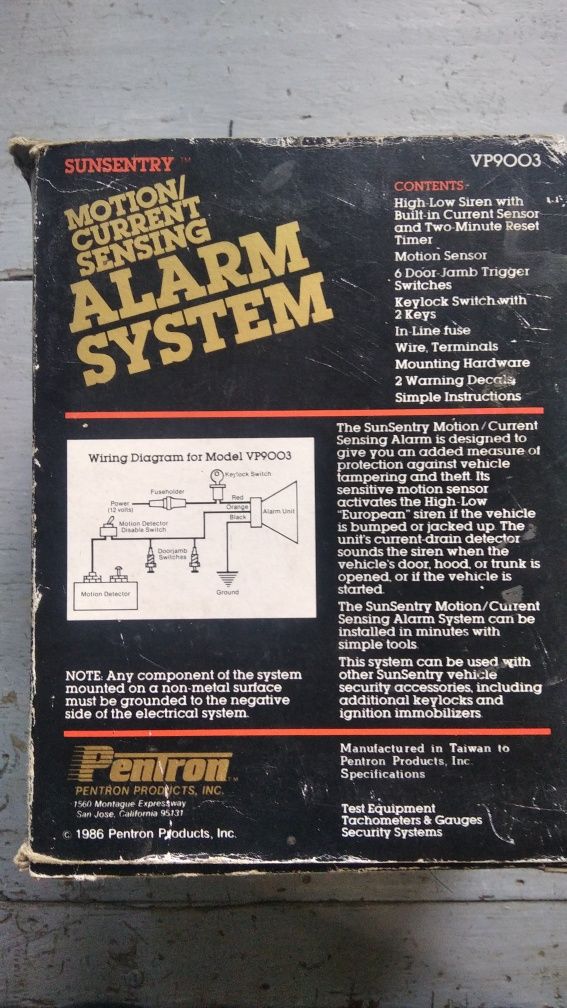 SUNSENTRY ™
VP9003
MOTION/
CURRENT
SENSING
ALARM
SYSTEM
CONTENTS:
High-Low Siren with
Built-in Current Sensor
and Two-Minute Reset
Timer
Motion Sensor
6 Door-Jamb Trigger
Switches
Keylock Switch with
2 Keys
In-Line fuse
Wire, Terminals
Mounting Hardware
2 Warning Decals
Simple Instructions
Wiring Diagram for Model VP9003
Keylock Switch
Fuseholder
Power
(12 volts)
Red
Orange
Black
Alarm Unit
Motion Detector
Disable Switch
Doorjamb
Switches
Motion Detector
Ground
NOTE: Any component of the system
mounted on a non-metal surface
must be grounded to the negative
side of the electrical system.
The SunSentry Motion/Current
Sensing Alarm is designed to
give you an added measure of
protection against vehicle
tampering and theft. Its
sensitive motion sensor
activates the High-Low
"European" siren if the vehicle
is bumped or jacked up. The
unit's current-drain detector
sounds the siren when the
vehicle's door, hood, or trunk is
opened, or if the vehicle is
started.
The SunSentry Motion/Current
Sensing Alarm System can be
installed in minutes with
simple tools.
This system can be used with
other SunSentry vehicle
security accessories, including
additional keylocks and
ignition immobilizers.
Pentron™
PENTRON PRODUCTS, INC.
1560 Montague Expressway
San Jose, California 95131
© 1986 Pentron Products, Inc.
Manufactured in Taiwan to
Pentron Products, Inc.
Specifications
Test Equipment
Tachometers & Gauges
Security Systems